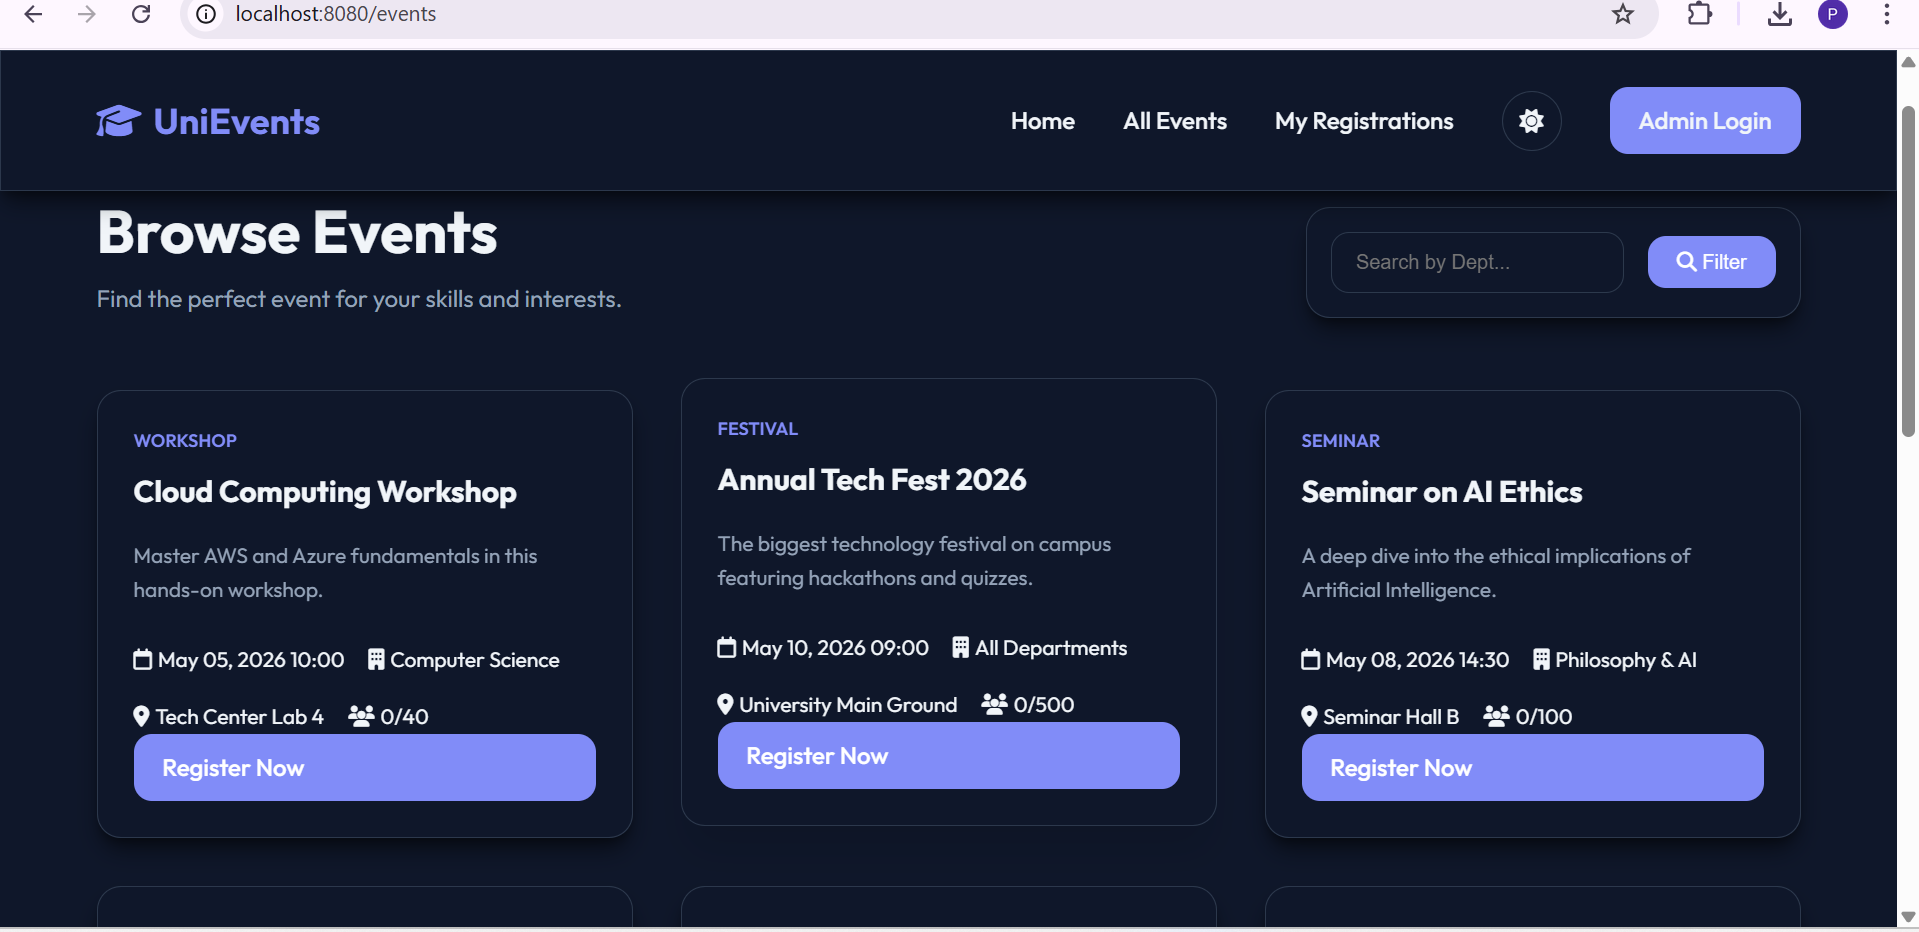 localhost:8080/events
P
UniEvents
Home
All Events
My Registrations
Admin Login
Browse Events
Find the perfect event for your skills and interests.
Search by Dept...
Filter
WORKSHOP
Cloud Computing Workshop
Master AWS and Azure fundamentals in this
hands-on workshop.
May 05, 2026 10:00 Computer Science
Tech Center Lab 4 0/40
Register Now
FESTIVAL
Annual Tech Fest 2026
The biggest technology festival on campus
featuring hackathons and quizzes.
May 10, 2026 09:00 All Departments
University Main Ground 0/500
Register Now
SEMINAR
Seminar on AI Ethics
A deep dive into the ethical implications of
Artificial Intelligence.
May 08, 2026 14:30 Philosophy & AI
Seminar Hall B 0/100
Register Now